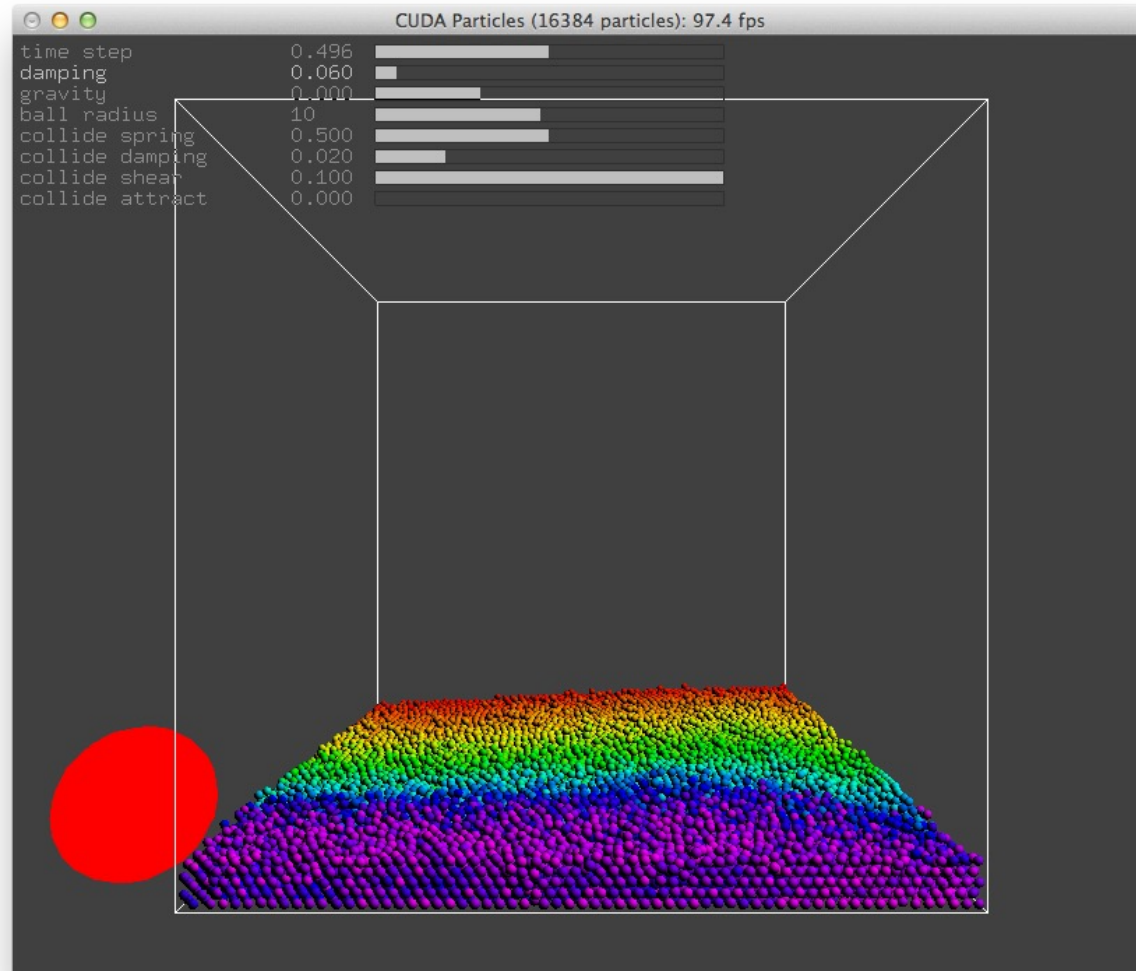 CUDA Particles (16384 particles): 97.4 fps
time step 0.496
damping 0.060
gravity 0.000
ball radius 10
collide spring 0.500
collide damping 0.020
collide shear 0.100
collide attract 0.000